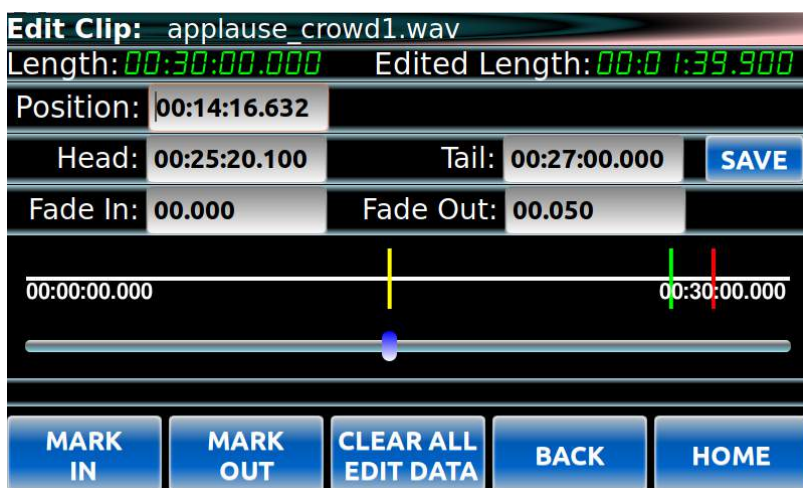 Edit Clip: applause_crowd1.wav
Length: 00:30:00.000 Edited Length: 00:01:39.900
Position: 00:14:16.632
Head: 00:25:20.100 Tail: 00:27:00.000 SAVE
Fade In: 00.000 Fade Out: 00.050
00:00:00.000 00:30:00.000
MARK IN MARK OUT CLEAR ALL EDIT DATA BACK HOME